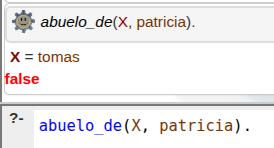 abuelo_de(X, patricia).
X = tomas
false
?- abuelo_de(X, patricia).